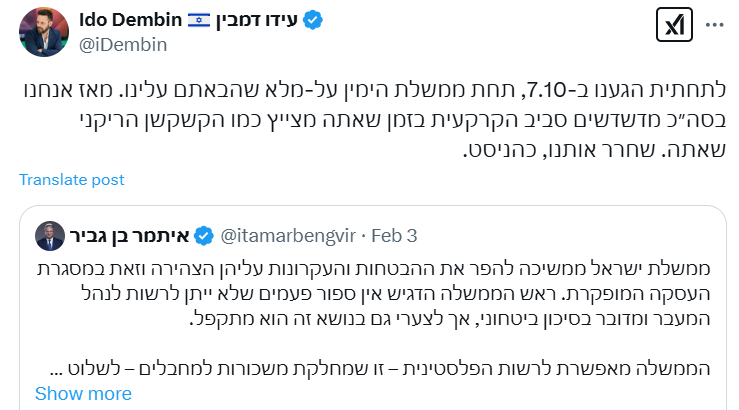 Ido Dembin 🇮🇱 עידו דמבין
@iDembin
לתחתית הגענו ב-7.10, תחת ממשלת הימין על-מלא שהבאתם עלינו. מאז אנחנו
בסה״כ מדשדשים סביב הקרקעית בזמן שאתה מצייץ כמו הקשקשן הריקני
שאתה. שחרר אותנו, כהניסט.
Translate post
איתמר בן גביר @itamarbengvir · Feb 3
ממשלת ישראל ממשיכה להפר את ההבטחות והעקרונות עליהן הצהירה וזאת במסגרת
העסקה המופקרת. ראש הממשלה הדגיש אין ספור פעמים שלא ייתן לרשות לנהל
המעבר ומדובר בסיכון ביטחוני, אך לצערי גם בנושא זה הוא מתקפל.
הממשלה מאפשרת לרשות הפלסטינית – זו שמחלקת משכורות למחבלים – לשלוט ...
Show more